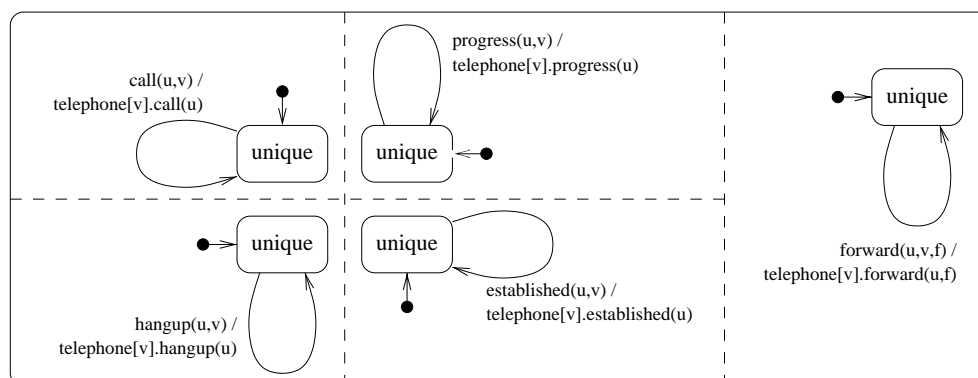 call(u,v) /
telephone[v].call(u)
unique
progress(u,v) /
telephone[v].progress(u)
unique
unique
forward(u,v,f) /
telephone[v].forward(u,f)
unique
hangup(u,v) /
telephone[v].hangup(u)
unique
established(u,v) /
telephone[v].established(u)